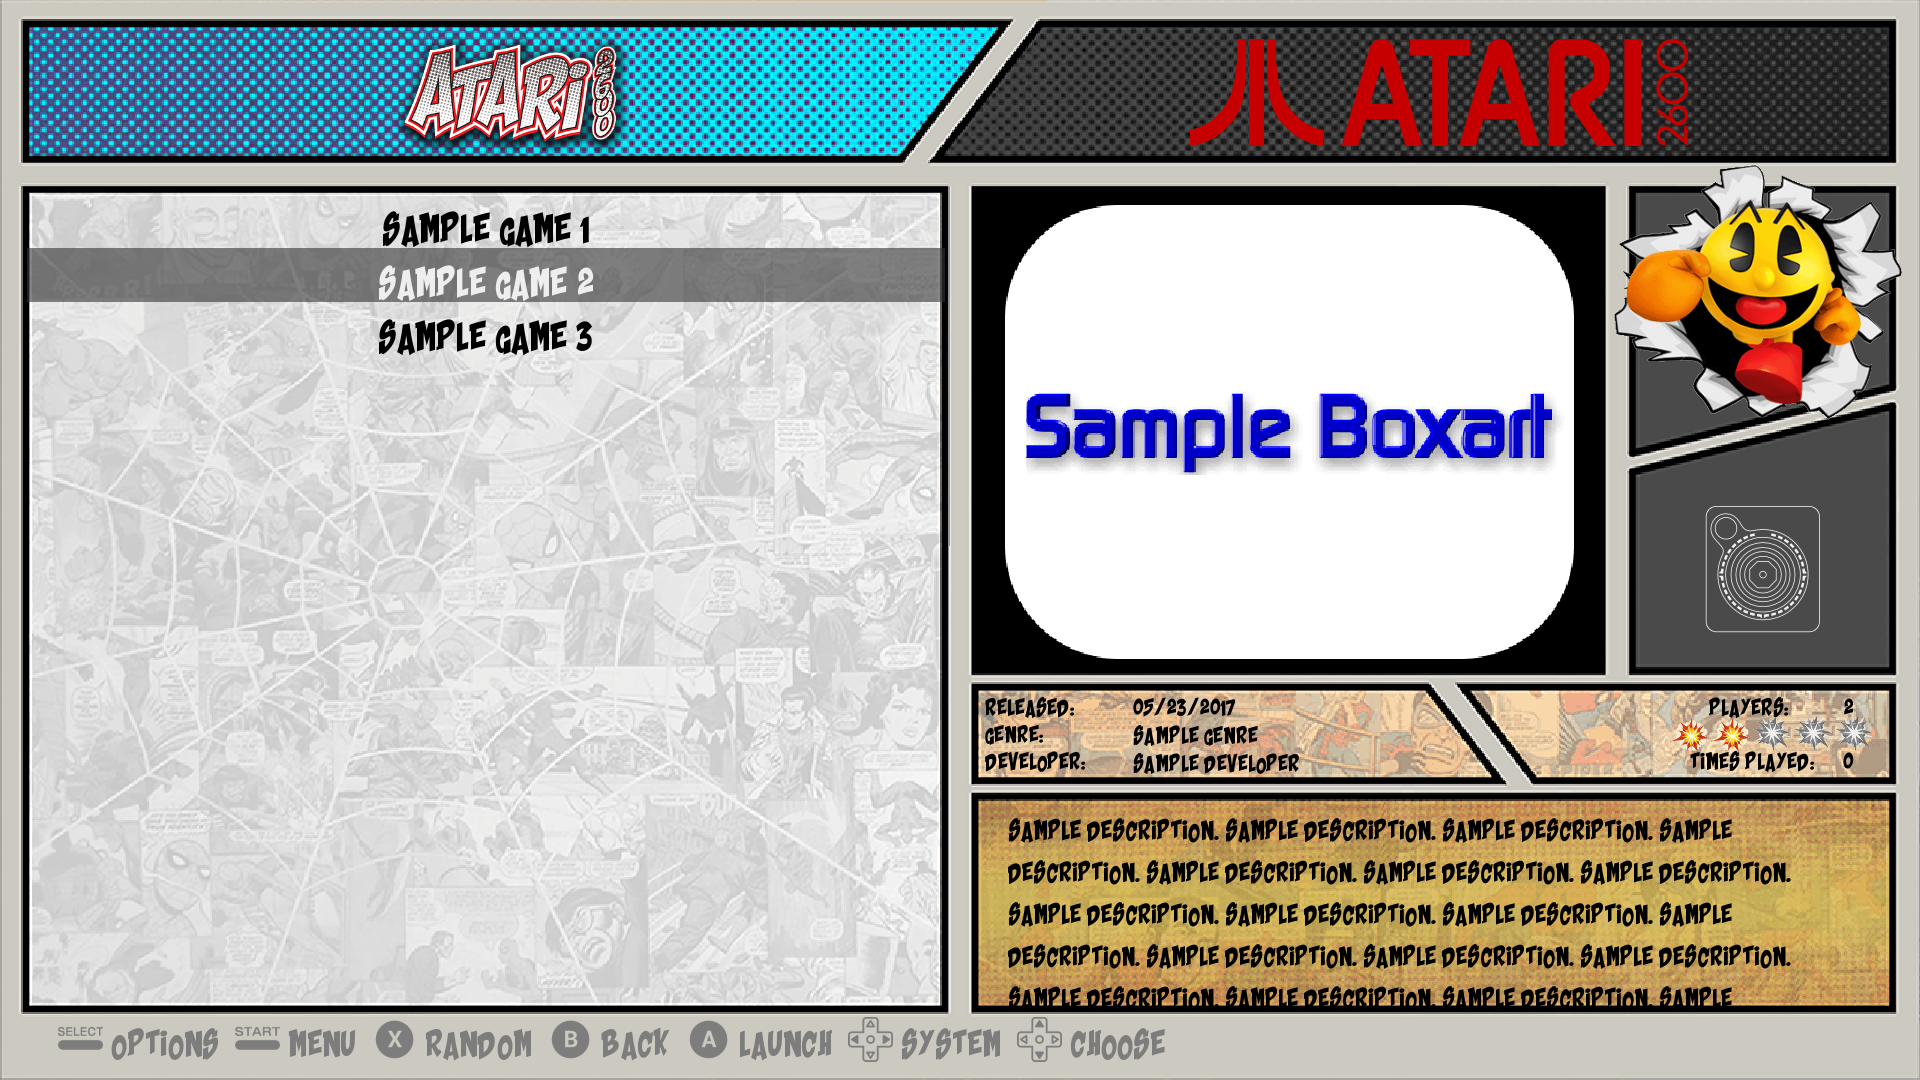 ATARI 2600
ATARI 2600
SAMPLE GAME 1
SAMPLE GAME 2
SAMPLE GAME 3
Sample Boxart
RELEASED: 05/23/2017
GENRE: SAMPLE GENRE
DEVELOPER: SAMPLE DEVELOPER
PLAYERS: 2
TIMES PLAYED: 0
SAMPLE DESCRIPTION. SAMPLE DESCRIPTION. SAMPLE DESCRIPTION. SAMPLE
DESCRIPTION. SAMPLE DESCRIPTION. SAMPLE DESCRIPTION. SAMPLE DESCRIPTION.
SAMPLE DESCRIPTION. SAMPLE DESCRIPTION. SAMPLE DESCRIPTION. SAMPLE
DESCRIPTION. SAMPLE DESCRIPTION. SAMPLE DESCRIPTION. SAMPLE DESCRIPTION.
SAMPLE DESCRIPTION. SAMPLE DESCRIPTION. SAMPLE DESCRIPTION. SAMPLE
SELECT OPTIONS START MENU X RANDOM B BACK A LAUNCH SYSTEM CHOOSE